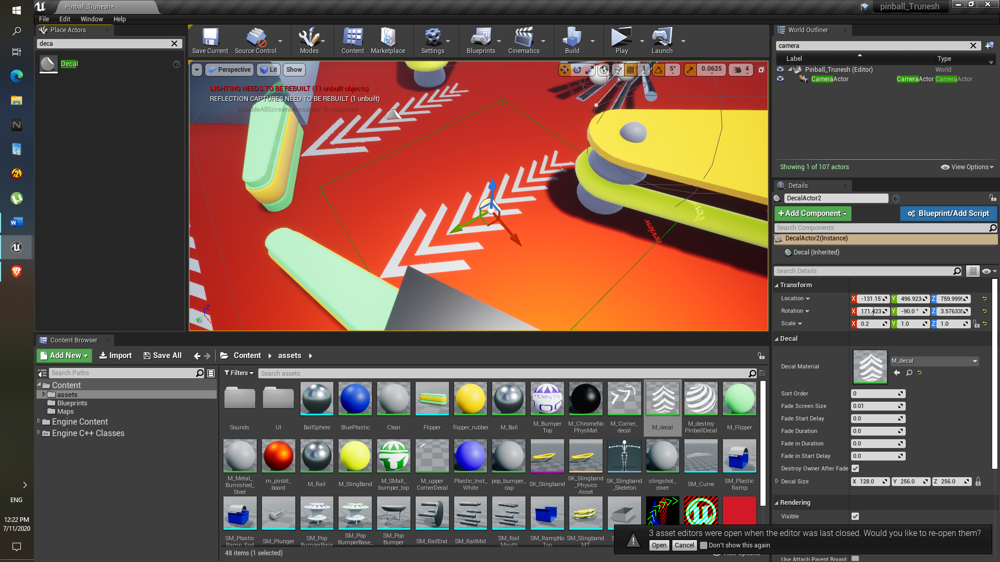 Pinball_Trunesh*
pinball_Trunesh
File Edit Window Help
Place Actors
deca
Decal
Save Current
Source Control
Modes
Content
Marketplace
Settings
Blueprints
Cinematics
Build
Play
Launch
Perspective
Lit
Show
5°
0.0625
4
LIGHTING NEEDS TO BE REBUILT (11 unbuilt objects)
REFLECTION CAPTURES NEED TO BE REBUILT (1 unbuilt)
'DisableAllScreenMessages' to suppress
review
World Outliner
camera
Label Type
Pinball_Trunesh (Editor) World
CameraActor CameraActor CameraActor
Showing 1 of 107 actors
View Options
Details
DecalActor2
+Add Component
Blueprint/Add Script
Search Components
DecalActor2(Instance)
Decal (Inherited)
Search Details
Transform
Location X -131.15 Y 496.923 Z 759.999
Rotation X 171.423 Y -90.0 ° Z 3.57633
Scale X 0.2 Y 1.0 Z 1.0
Decal
Decal Material
M_decal
Sort Order 0
Fade Screen Size 0.01
Fade Start Delay 0.0
Fade Duration 0.0
Fade in Duration 0.0
Fade in Start Delay 0.0
Destroy Owner After Fade
Decal Size X 128.0 Y 256.0 Z 256.0
Rendering
Visible
Use Attach Parent Bound
Content Browser
Add New
Import
Save All
Content
assets
Search Paths
Filters
Search assets
Content
assets
Blueprints
Maps
Engine Content
Engine C++ Classes
POINTS
Sounds
UI
BallSphere
BluePlastic
Clear
Flipper
flipper_rubber
M_Ball
M_Bumper
Top
M_ChromeNo
PhysMat
M_Corner_
decal
M_decal
M_destroy
PinballDecal
M_Flipper
M_Metal_
Burnished_
Steel
m_pinbll_
board
M_Rail
M_SlingBand
M_SMall_
bumper_top
M_upper
CornerDecal
Plastic_Inst_
White
pop_bumper_
cap
SK_Slingband
SK_Slingband
_Physics
Asset
SK_Slingband
_Skeleton
slingshot_
cover
SM_Curve
SM_Plastic
Ramp
SM_Plastic
Ramp_End
SM_Plunger
SM_Pop
BumperBase
SM_Pop
BumperBase_
SM_Pop
Bumper
SM_RailEnd
SM_RailMid
SM_Rail
Mouth
SM_RampNo
Top
SM_Slingband
MT
48 items (1 selected)
View Options
3 asset editors were open when the editor was last closed. Would you like to re-open them?
Open
Cancel
Don't show this again
ENG
12:22 PM
7/11/2020